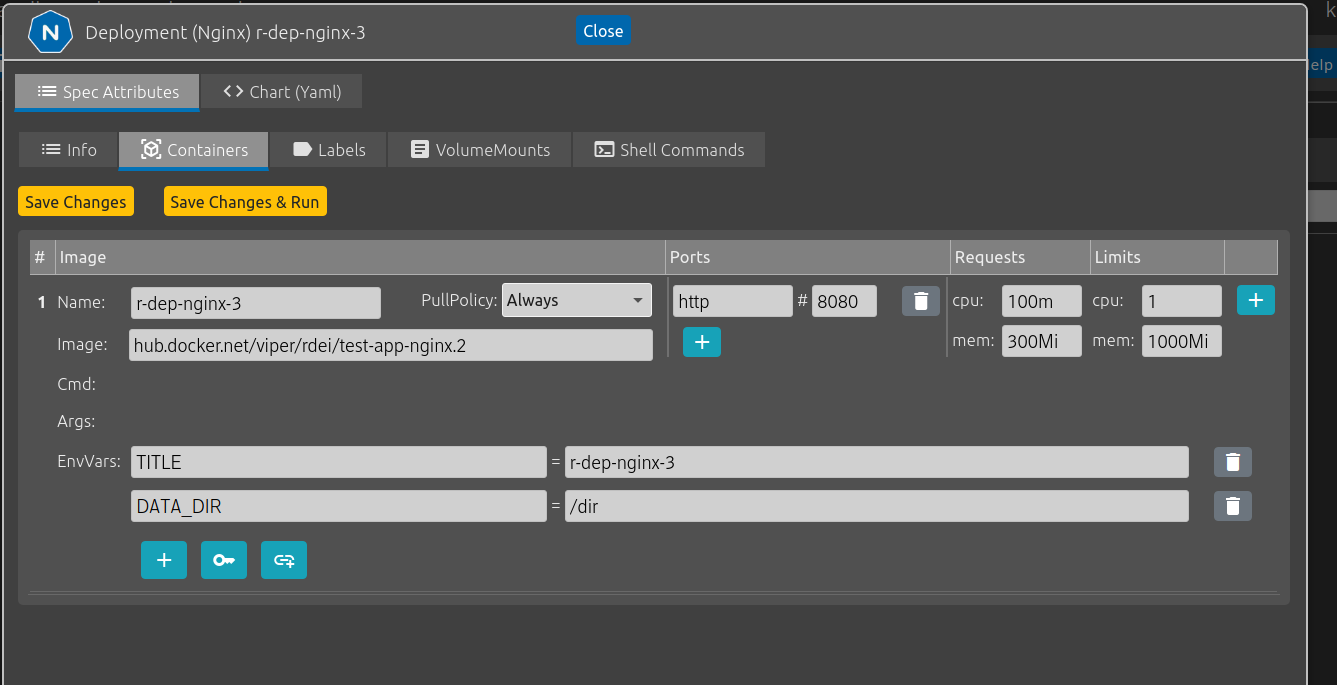 N Deployment (Nginx) r-dep-nginx-3 Close
k
elp
Spec Attributes <> Chart (Yaml)
Info Containers Labels VolumeMounts Shell Commands
Save Changes Save Changes & Run
# Image Ports Requests Limits
1 Name: r-dep-nginx-3 PullPolicy: Always http # 8080 cpu: 100m cpu: 1 +
Image: hub.docker.net/viper/rdei/test-app-nginx.2 + mem: 300Mi mem: 1000Mi
Cmd:
Args:
EnvVars: TITLE = r-dep-nginx-3
DATA_DIR = /dir
+